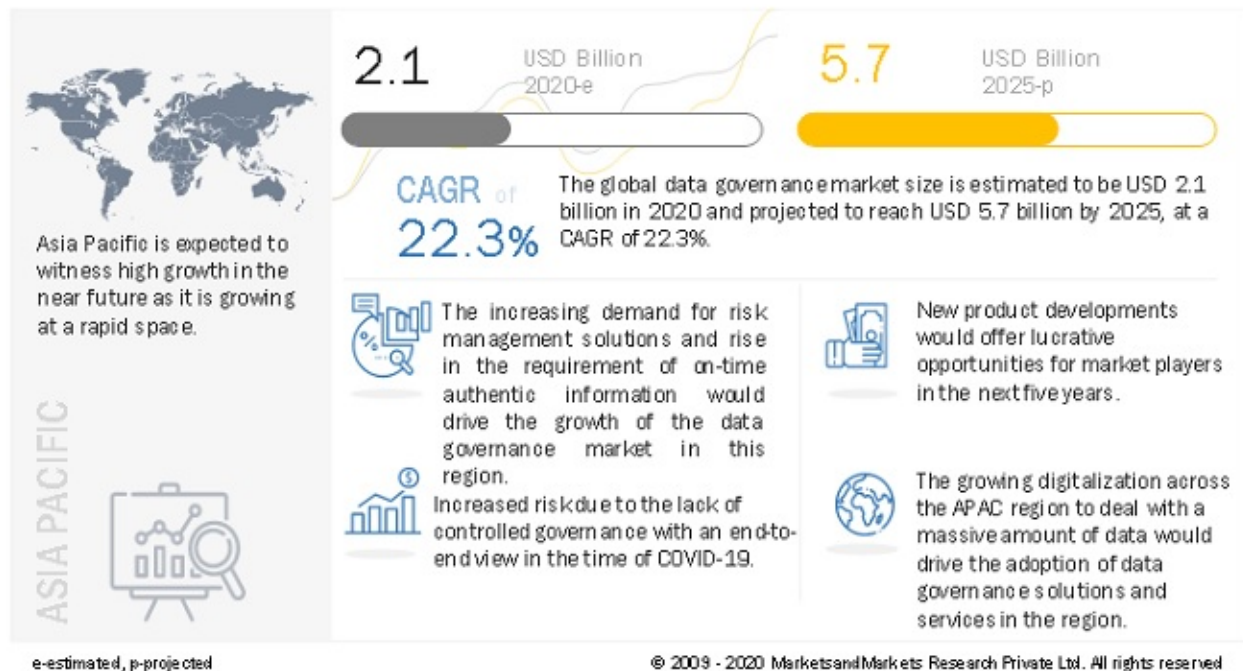 2.1
USD Billion
2020-e
5.7
USD Billion
2025-p
CAGR of
22.3%
The global data governance market size is estimated to be USD 2.1
billion in 2020 and projected to reach USD 5.7 billion by 2025, at a
CAGR of 22.3%.
Asia Pacific is expected to
witness high growth in the
near future as it is growing
at a rapid space.
ASIA PACIFIC
The increasing demand for risk
management solutions and rise
in the requirement of on-time
authentic information would
drive the growth of the data
governance market in this
region.
Increased risk due to the lack of
controlled governance with an end-to-
end view in the time of COVID-19.
New product developments
would offer lucrative
opportunities for market players
in the next five years.
The growing digitalization across
the APAC region to deal with a
massive amount of data would
drive the adoption of data
governance solutions and
services in the region.
e-estimated, p-projected
© 2009 - 2020 MarketsandMarkets Research Private Ltd. All rights reserved